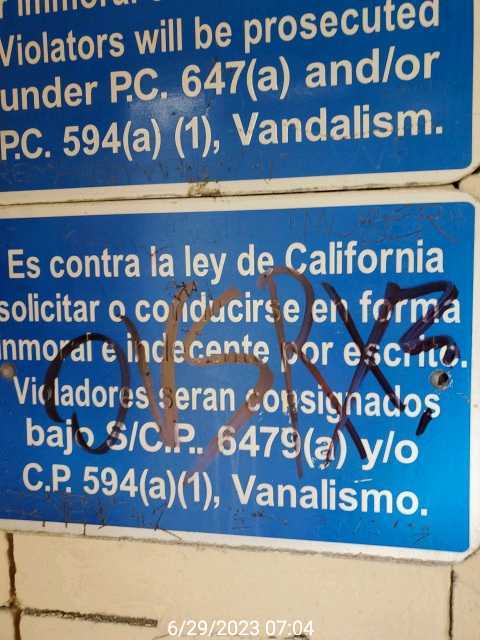 Violators will be prosecuted
under P.C. 647(a) and/or
P.C. 594(a) (1), Vandalism.
Es contra la ley de California
solicitar o conducirse en forma
inmoral e indecente por escrito.
Violadores seran consignados
bajo S/C.P.. 6479(a) y/o
C.P. 594(a)(1), Vanalismo.
6/29/2023 07:04